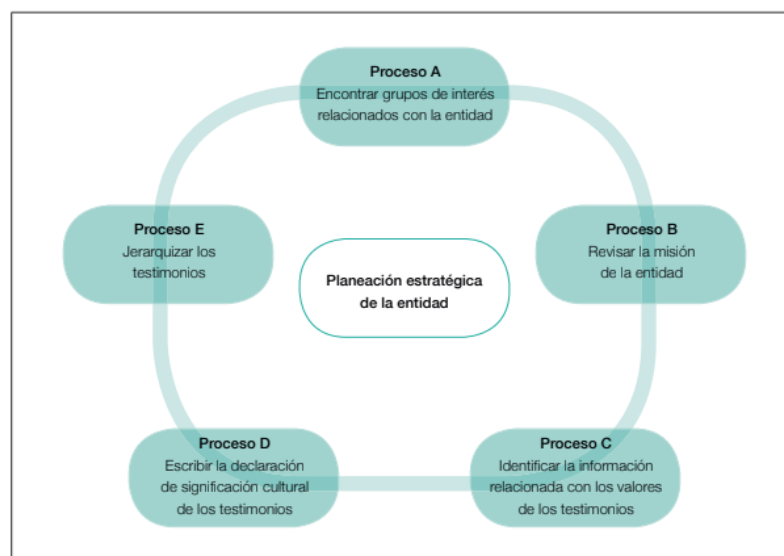 Proceso A
Encontrar grupos de interés
relacionados con la entidad
Proceso E
Jerarquizar los
testimonios
Proceso B
Revisar la misión
de la entidad
Planeación estratégica
de la entidad
Proceso D
Escribir la declaración
de significación cultural
de los testimonios
Proceso C
Identificar la información
relacionada con los valores
de los testimonios